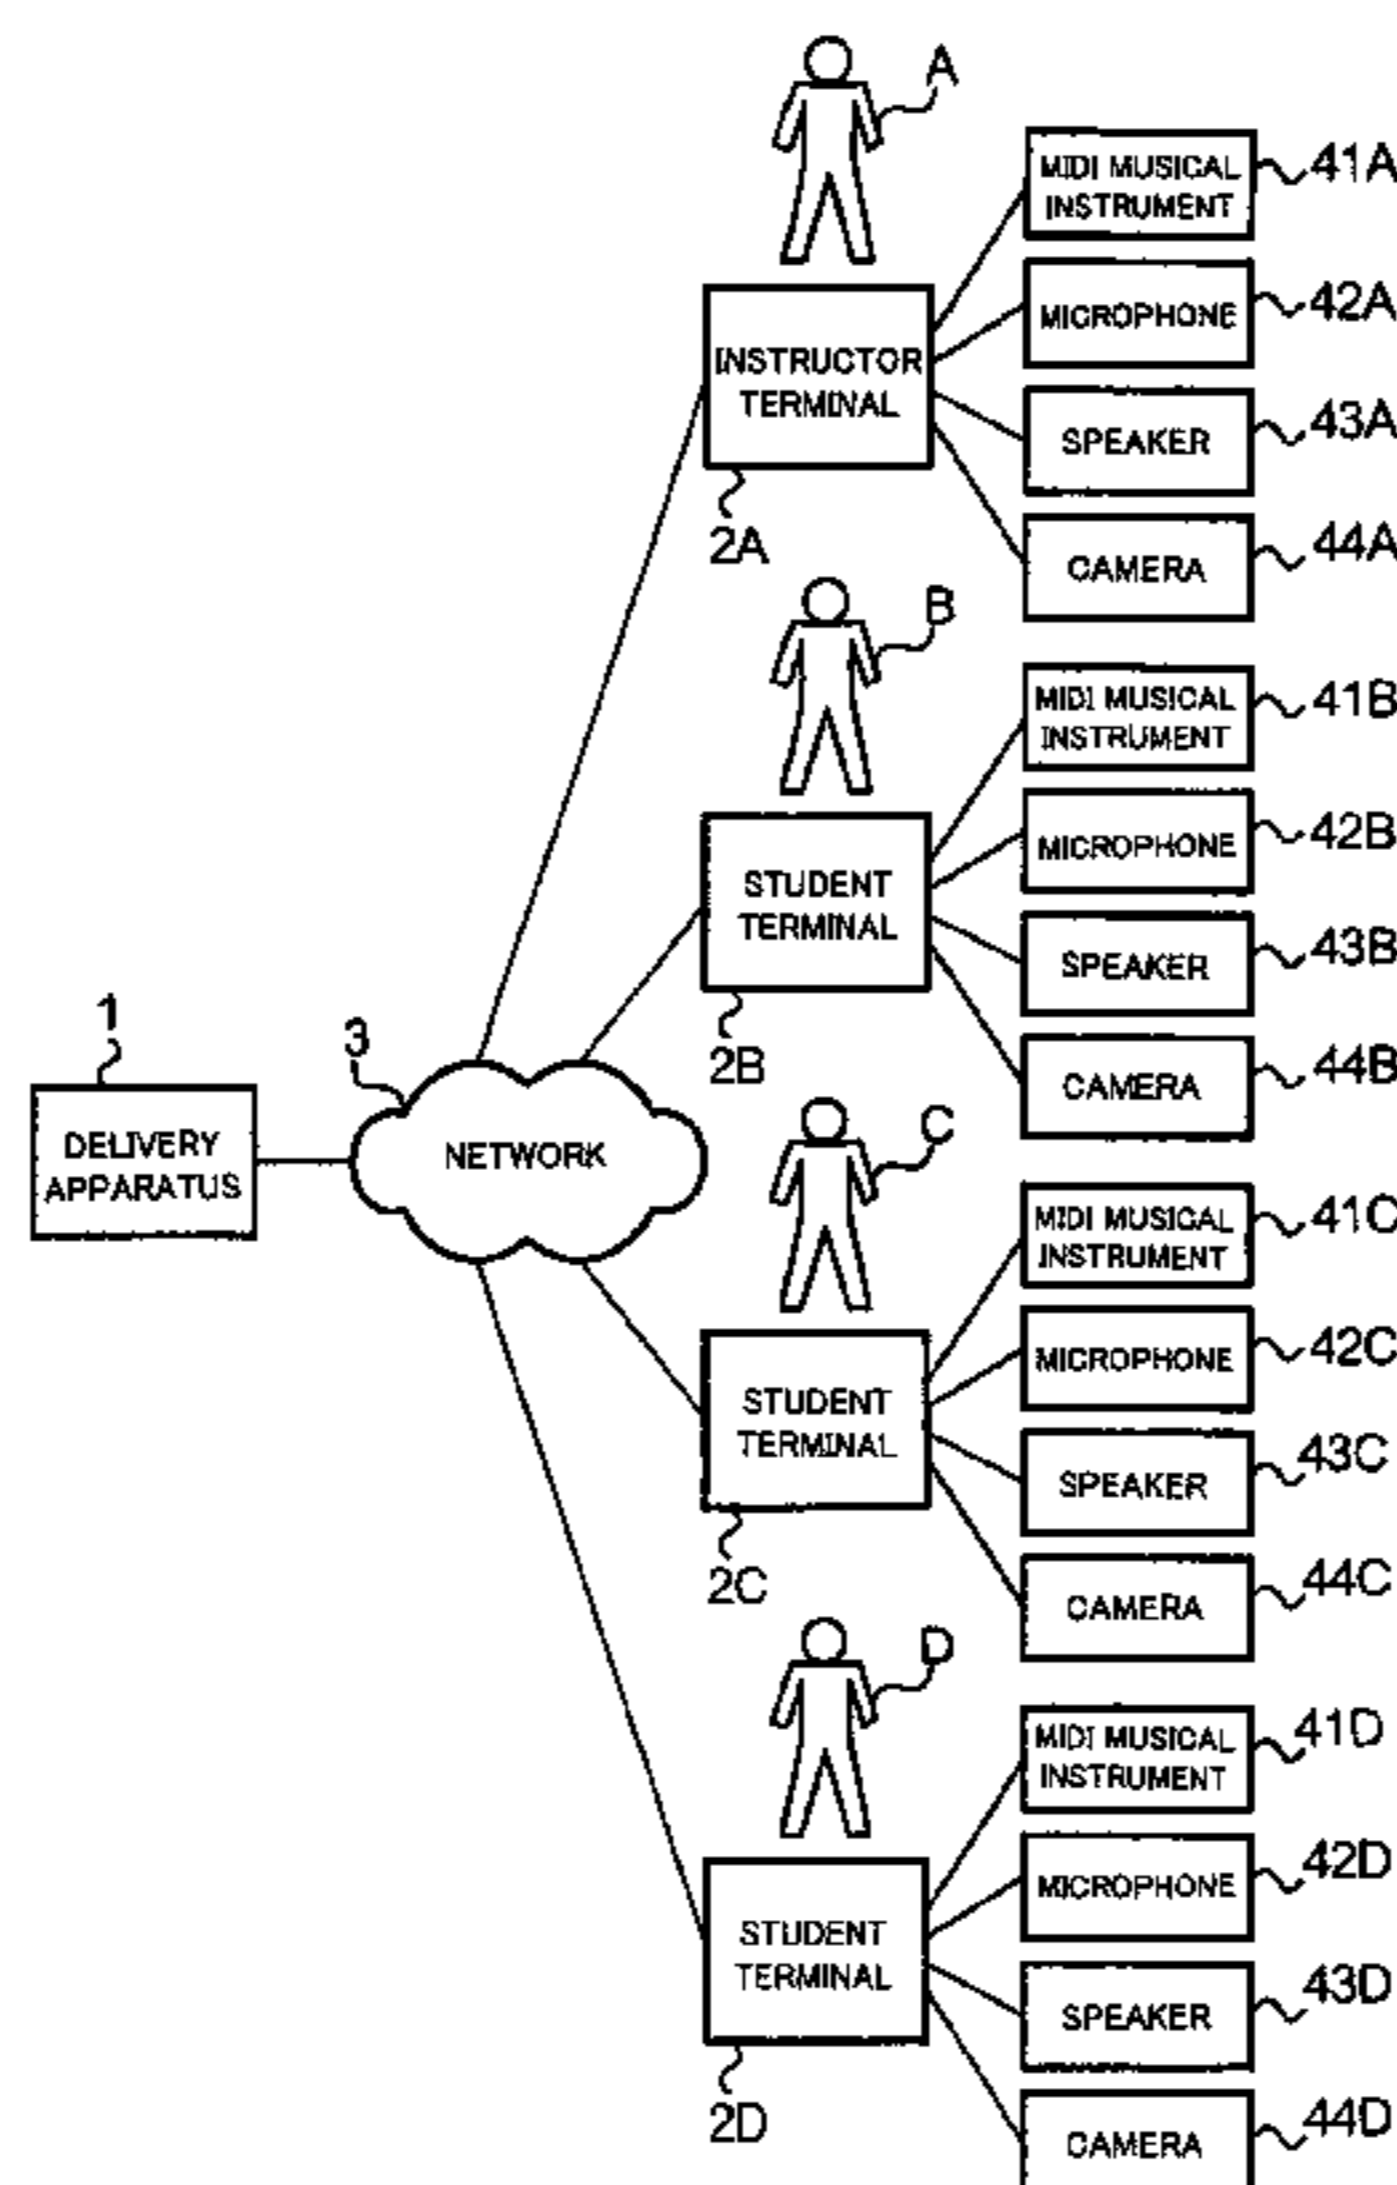 A
MIDI MUSICAL
INSTRUMENT
41A
MICROPHONE
42A
INSTRUCTOR
TERMINAL
SPEAKER
43A
2A
CAMERA
44A
B
MIDI MUSICAL
INSTRUMENT
41B
MICROPHONE
42B
STUDENT
TERMINAL
SPEAKER
43B
2B
CAMERA
44B
1
3
DELIVERY
APPARATUS
NETWORK
C
MIDI MUSICAL
INSTRUMENT
41C
MICROPHONE
42C
STUDENT
TERMINAL
SPEAKER
43C
2C
CAMERA
44C
D
MIDI MUSICAL
INSTRUMENT
41D
MICROPHONE
42D
STUDENT
TERMINAL
SPEAKER
43D
2D
CAMERA
44D